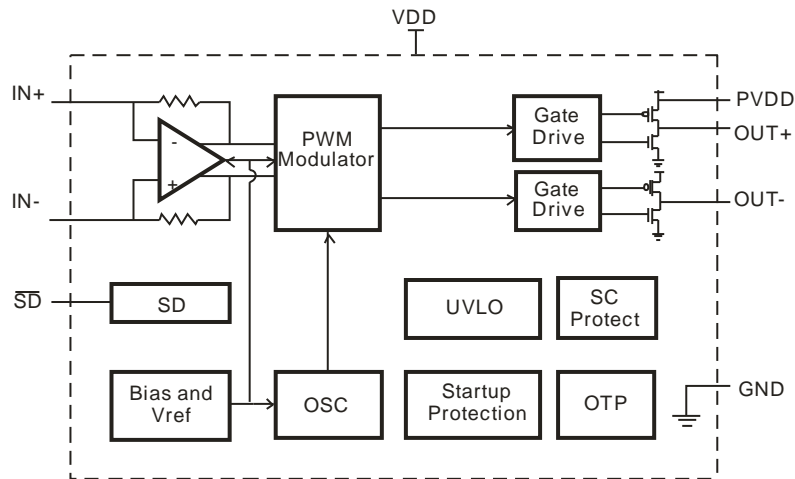 VDD
IN+
PVDD
OUT+
IN-
OUT-
-
+
PWM
Modulator
Gate
Drive
Gate
Drive
S̅D̅
SD
UVLO
SC
Protect
Bias and
Vref
OSC
Startup
Protection
OTP
GND